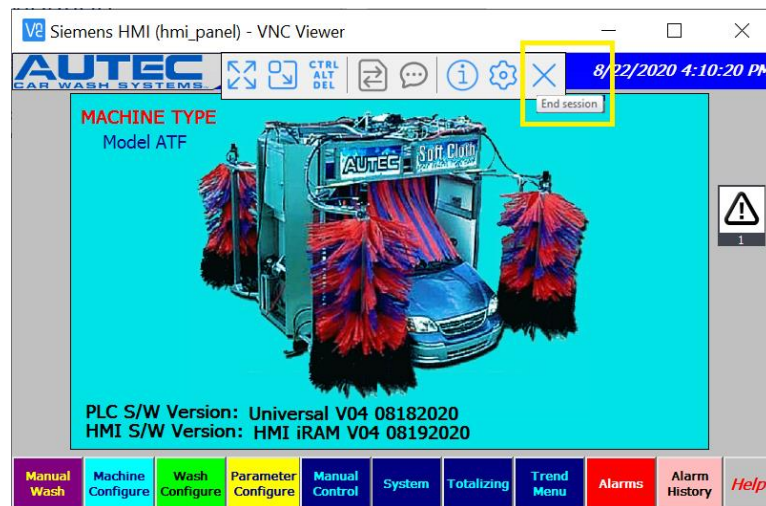 V2 Siemens HMI (hmi_panel) - VNC Viewer
AUTEC
CAR WASH SYSTEMS
CTRL
ALT
DEL
8/22/2020 4:10:20 PM
End session
MACHINE TYPE
Model ATF
AUTEC Soft Cloth
1
PLC S/W Version: Universal V04 08182020
HMI S/W Version: HMI iRAM V04 08192020
Manual Wash
Machine Configure
Wash Configure
Parameter Configure
Manual Control
System
Totalizing
Trend Menu
Alarms
Alarm History
Help